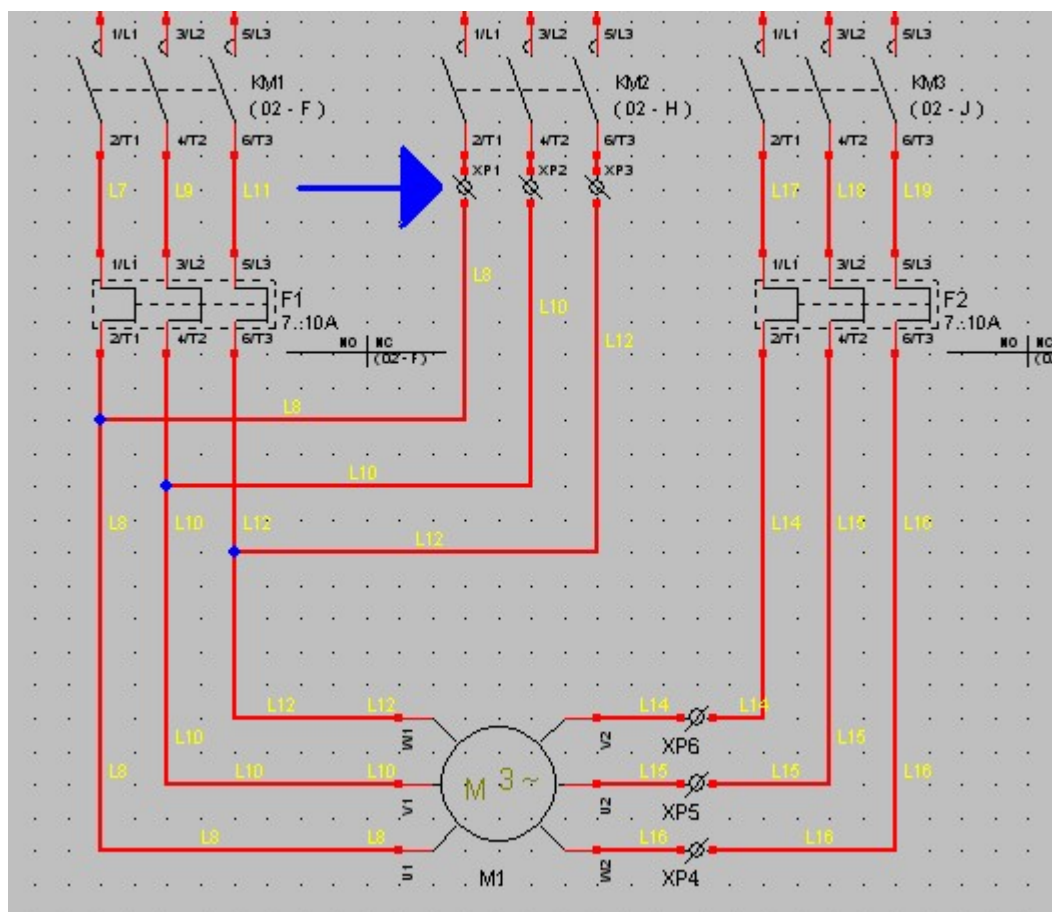 1/L1 3/L2 5/L3 1/L1 3/L2 5/L3 1/L1 3/L2 5/L3
KM1 KM2 KM3
( 02 - F ) ( 02 - H ) ( 02 - J )
2/T1 4/T2 6/T3 2/T1 4/T2 6/T3 2/T1 4/T2 6/T3
XP1 XP2 XP3
L7 L9 L11 L17 L18 L19
1/L1 3/L2 5/L3 1/L1 3/L2 5/L3
L8
F1 L10 F2
7..10A 7..10A
2/T1 4/T2 6/T3 L12 2/T1 4/T2 6/T3
NO NC NO NC
(02-F)
L8
L10
L8 L10 L12 L14 L15 L16
L12
L12 L12 L14 L14
W1 V2 XP6
L10 L15
L8 L10 L10 M 3~ L15 L15 L16
V1 U2 XP5
L8 L8 L16 L16
U1 M1 W2 XP4